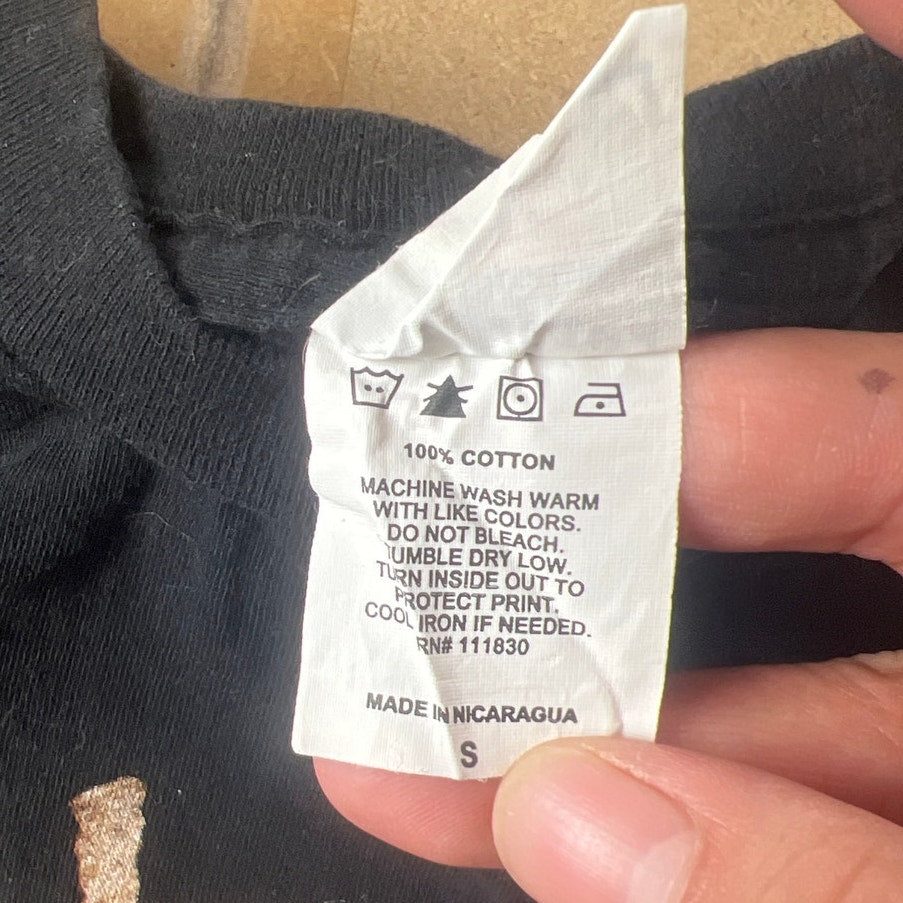 100% COTTON
MACHINE WASH WARM
WITH LIKE COLORS.
DO NOT BLEACH.
TUMBLE DRY LOW.
TURN INSIDE OUT TO
PROTECT PRINT.
COOL IRON IF NEEDED.
RN# 111830
MADE IN NICARAGUA
S